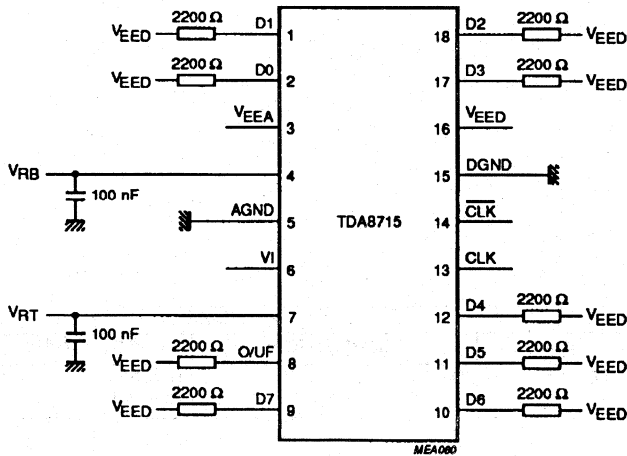 2200 Ω D1 D2 2200 Ω
VEED 1 18 VEED
2200 Ω D0 D3 2200 Ω
VEED 2 17 VEED
VEEA VEED
3 16
VRB 4 15 DGND
100 nF
AGND 5 TDA8715 14 CLK
VI 6 13 CLK
VRT 7 12 D4 2200 Ω VEED
100 nF
2200 Ω O/UF D5 2200 Ω
VEED 8 11 VEED
2200 Ω D7 D6 2200 Ω
VEED 9 10 VEED
MEA080